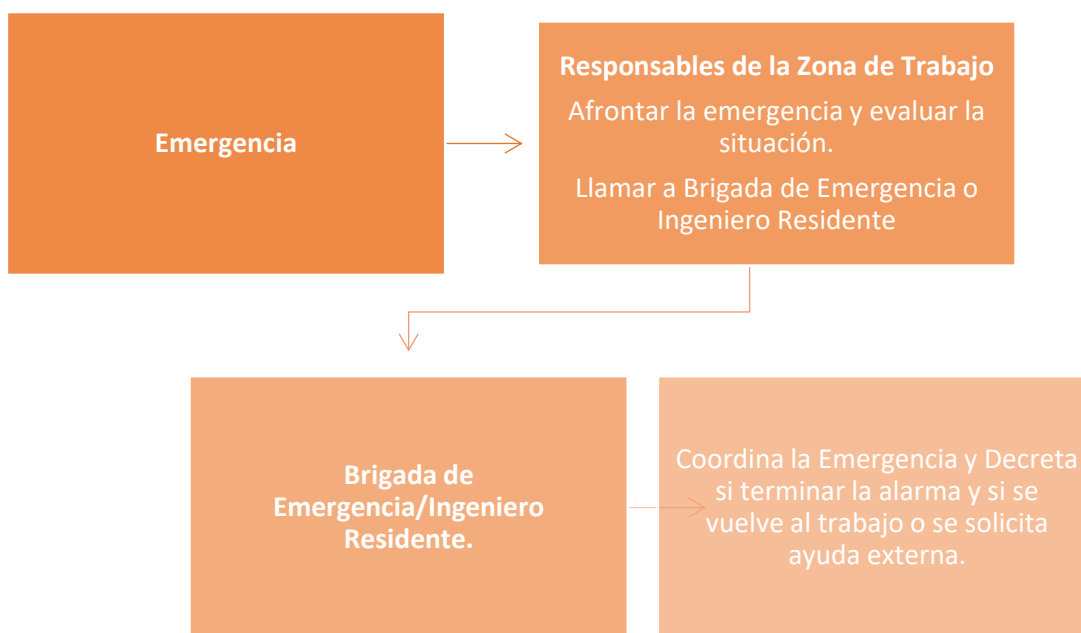 Emergencia
Responsables de la Zona de Trabajo
Afrontar la emergencia y evaluar la
situación.
Llamar a Brigada de Emergencia o
Ingeniero Residente
Brigada de
Emergencia/Ingeniero
Residente.
Coordina la Emergencia y Decreta
si terminar la alarma y si se
vuelve al trabajo o se solicita
ayuda externa.